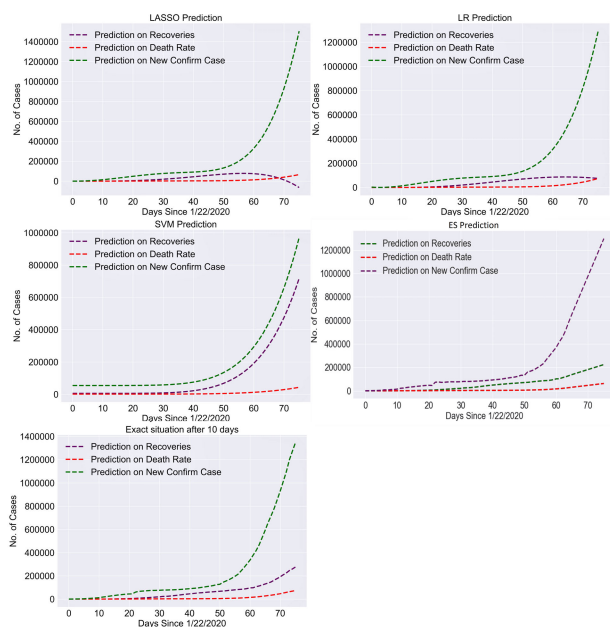 LASSO Prediction
1400000
1200000
1000000
800000
600000
400000
200000
0
No. of Cases
Prediction on Recoveries
Prediction on Death Rate
Prediction on New Confirm Case
0 10 20 30 40 50 60 70
Days Since 1/22/2020
LR Prediction
1200000
1000000
800000
600000
400000
200000
0
No. of Cases
Prediction on Recoveries
Prediction on Death Rate
Prediction on New Confirm Case
0 10 20 30 40 50 60 70
Days Since 1/22/2020
SVM Prediction
1000000
800000
600000
400000
200000
0
No. of Cases
Prediction on Recoveries
Prediction on Death Rate
Prediction on New Confirm Case
0 10 20 30 40 50 60 70
Days Since 1/22/2020
ES Prediction
1200000
1000000
800000
600000
400000
200000
0
No. of Cases
Prediction on Recoveries
Prediction on Death Rate
Prediction on New Confirm Case
0 10 20 30 40 50 60 70
Days Since 1/22/2020
Exact situation after 10 days
1400000
1200000
1000000
800000
600000
400000
200000
0
No. of Cases
Prediction on Recoveries
Prediction on Death Rate
Prediction on New Confirm Case
0 10 20 30 40 50 60 70
Days Since 1/22/2020